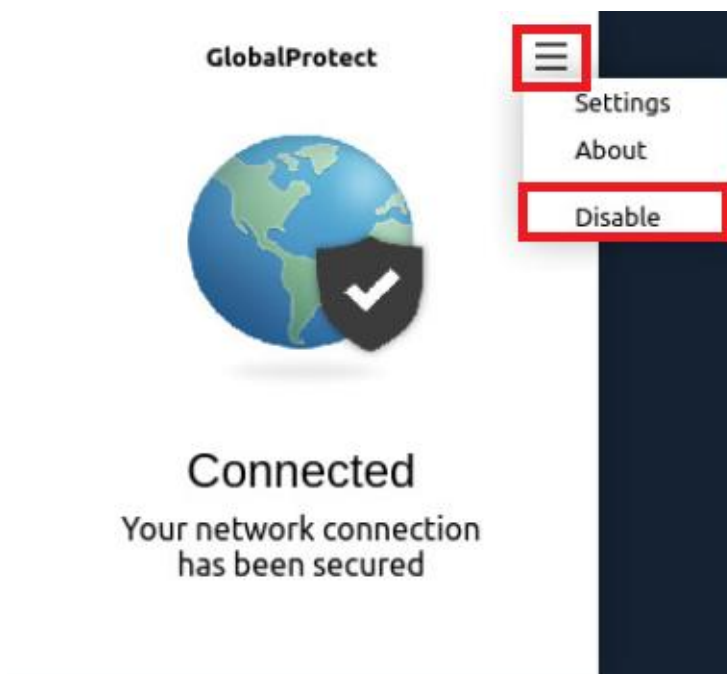 GlobalProtect
Settings
About
Disable
Connected
Your network connection
has been secured